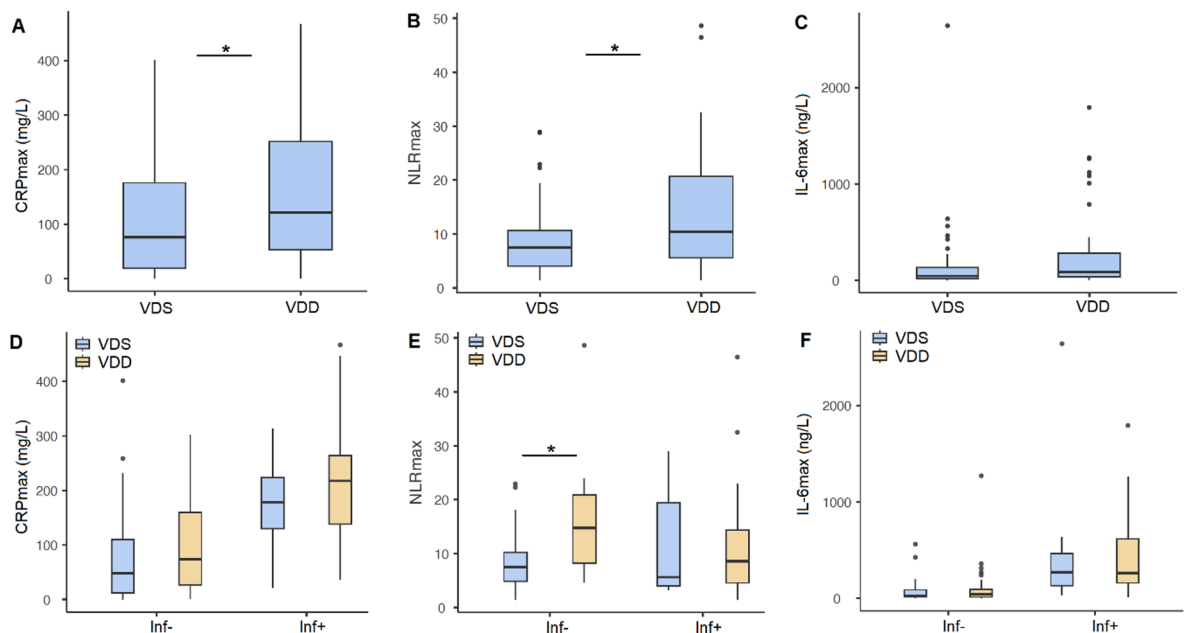 A
CRPmax (mg/L)
400
300
200
100
0
*
VDS
VDD
B
NLRmax
50
40
30
20
10
0
*
VDS
VDD
C
IL-6max (ng/L)
2000
1000
0
VDS
VDD
D
VDS
VDD
CRPmax (mg/L)
400
300
200
100
0
Inf-
Inf+
E
VDS
VDD
NLRmax
50
40
30
20
10
0
*
Inf-
Inf+
F
VDS
VDD
IL-6max (ng/L)
2000
1000
0
Inf-
Inf+